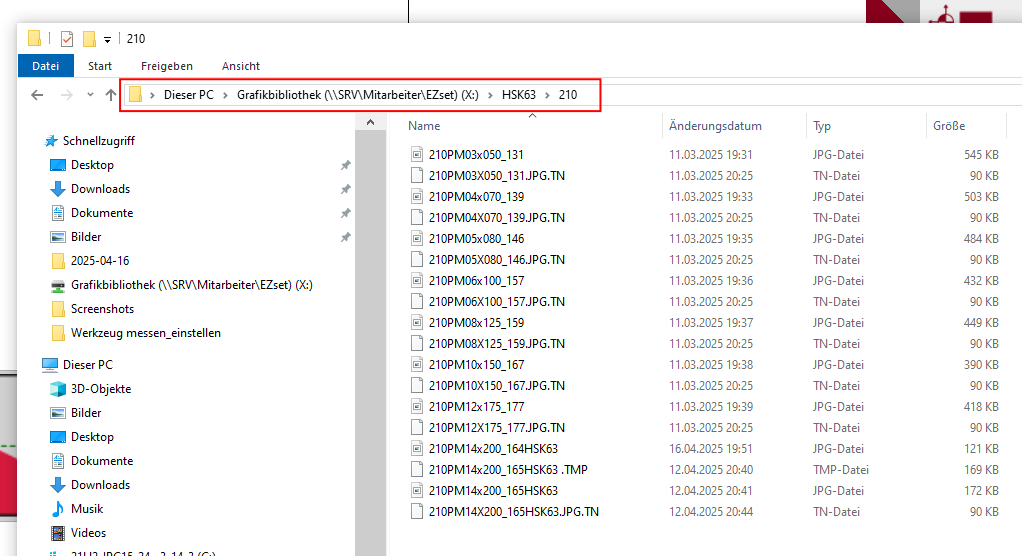 210
Datei Start Freigeben Ansicht
Dieser PC Grafikbibliothek (\\SRV\Mitarbeiter\EZset) (X:) HSK63 210
Schnellzugriff
Desktop
Downloads
Dokumente
Bilder
2025-04-16
Grafikbibliothek (\\SRV\Mitarbeiter\EZset) (X:)
Screenshots
Werkzeug messen_einstellen
Dieser PC
3D-Objekte
Bilder
Desktop
Dokumente
Downloads
Musik
Videos
Name Änderungsdatum Typ Größe
210PM03x050_131 11.03.2025 19:31 JPG-Datei 545 KB
210PM03X050_131.JPG.TN 11.03.2025 20:25 TN-Datei 90 KB
210PM04x070_139 11.03.2025 19:33 JPG-Datei 503 KB
210PM04X070_139.JPG.TN 11.03.2025 20:25 TN-Datei 90 KB
210PM05x080_146 11.03.2025 19:35 JPG-Datei 484 KB
210PM05X080_146.JPG.TN 11.03.2025 20:25 TN-Datei 90 KB
210PM06x100_157 11.03.2025 19:36 JPG-Datei 432 KB
210PM06X100_157.JPG.TN 11.03.2025 20:25 TN-Datei 90 KB
210PM08x125_159 11.03.2025 19:37 JPG-Datei 449 KB
210PM08X125_159.JPG.TN 11.03.2025 20:25 TN-Datei 90 KB
210PM10x150_167 11.03.2025 19:38 JPG-Datei 390 KB
210PM10X150_167.JPG.TN 11.03.2025 20:25 TN-Datei 90 KB
210PM12x175_177 11.03.2025 19:39 JPG-Datei 418 KB
210PM12X175_177.JPG.TN 11.03.2025 20:25 TN-Datei 90 KB
210PM14x200_164HSK63 16.04.2025 19:51 JPG-Datei 121 KB
210PM14x200_165HSK63 .TMP 12.04.2025 20:40 TMP-Datei 169 KB
210PM14x200_165HSK63 12.04.2025 20:41 JPG-Datei 172 KB
210PM14X200_165HSK63.JPG.TN 12.04.2025 20:44 TN-Datei 90 KB